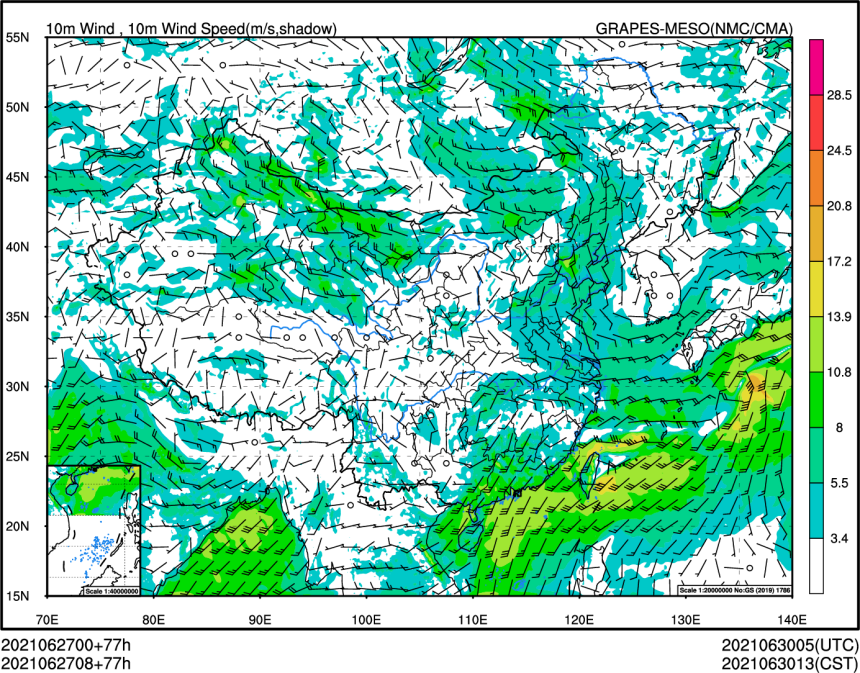 10m Wind , 10m Wind Speed(m/s,shadow) GRAPES-MESO(NMC/CMA)
55N
50N
45N
40N
35N
30N
25N
20N
15N
28.5
24.5
20.8
17.2
13.9
10.8
8
5.5
3.4
Scale 1:40000000
Scale 1:20000000 No:GS (2019) 1786
70E 80E 90E 100E 110E 120E 130E 140E
2021062700+77h 2021063005(UTC)
2021062708+77h 2021063013(CST)